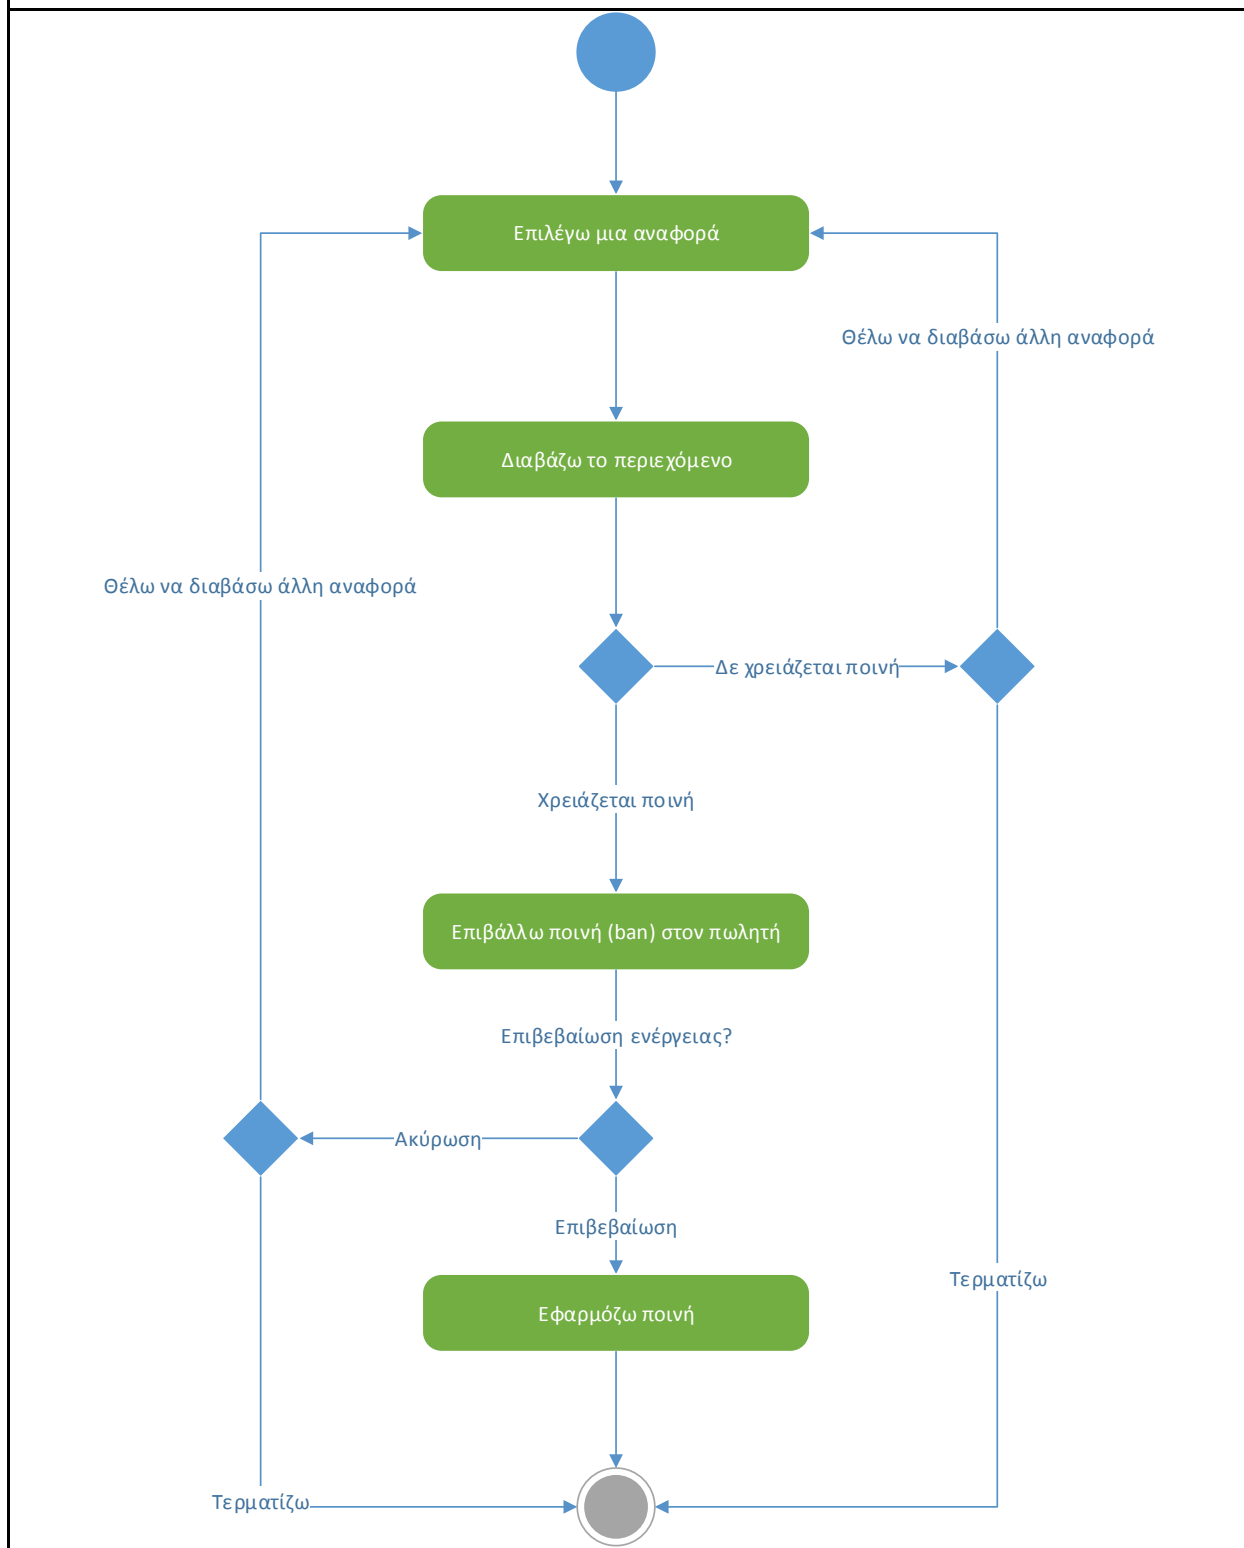 Επιλέγω μια αναφορά
Θέλω να διαβάσω άλλη αναφορά
Διαβάζω το περιεχόμενο
Θέλω να διαβάσω άλλη αναφορά
Δε χρειάζεται ποινή
Χρειάζεται ποινή
Επιβάλλω ποινή (ban) στον πωλητή
Επιβεβαίωση ενέργειας?
Ακύρωση
Επιβεβαίωση
Τερματίζω
Εφαρμόζω ποινή
Τερματίζω